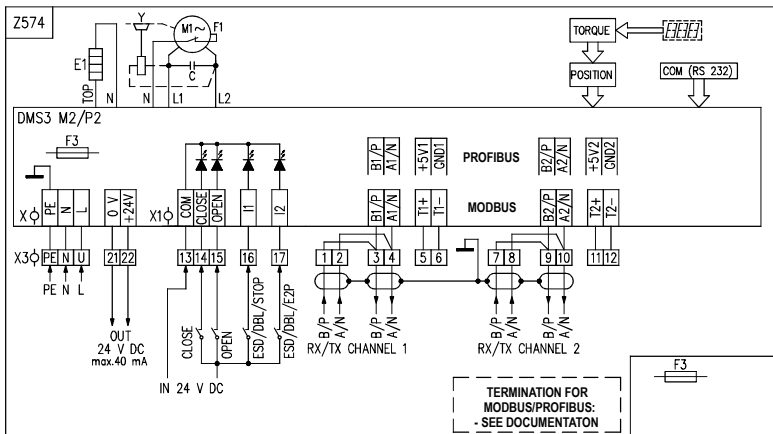 Z574
Y
M1~
F1
TORQUE
E1
C
POSITION
COM (RS 232)
TOP
N
N
L1
L2
DMS3 M2/P2
F3
B1/P
A1/N
+5V1
GND1
PROFIBUS
B2/P
A2/N
+5V2
GND2
X
PE
N
L
0 V
+24V
X1
COM
CLOSE
OPEN
I1
I2
B1/P
A1/N
T1+
T1-
MODBUS
B2/P
A2/N
T2+
T2-
X3
PE
N
U
21
22
13
14
15
16
17
1
2
3
4
5
6
7
8
9
10
11
12
PE N L
OUT
24 V DC
max.40 mA
CLOSE
OPEN
ESD/DBL/STOP
ESD/DBL/E2P
IN 24 V DC
B/P
A/N
B/P
A/N
RX/TX CHANNEL 1
B/P
A/N
B/P
A/N
RX/TX CHANNEL 2
TERMINATION FOR
MODBUS/PROFIBUS:
- SEE DOCUMENTATON
F3